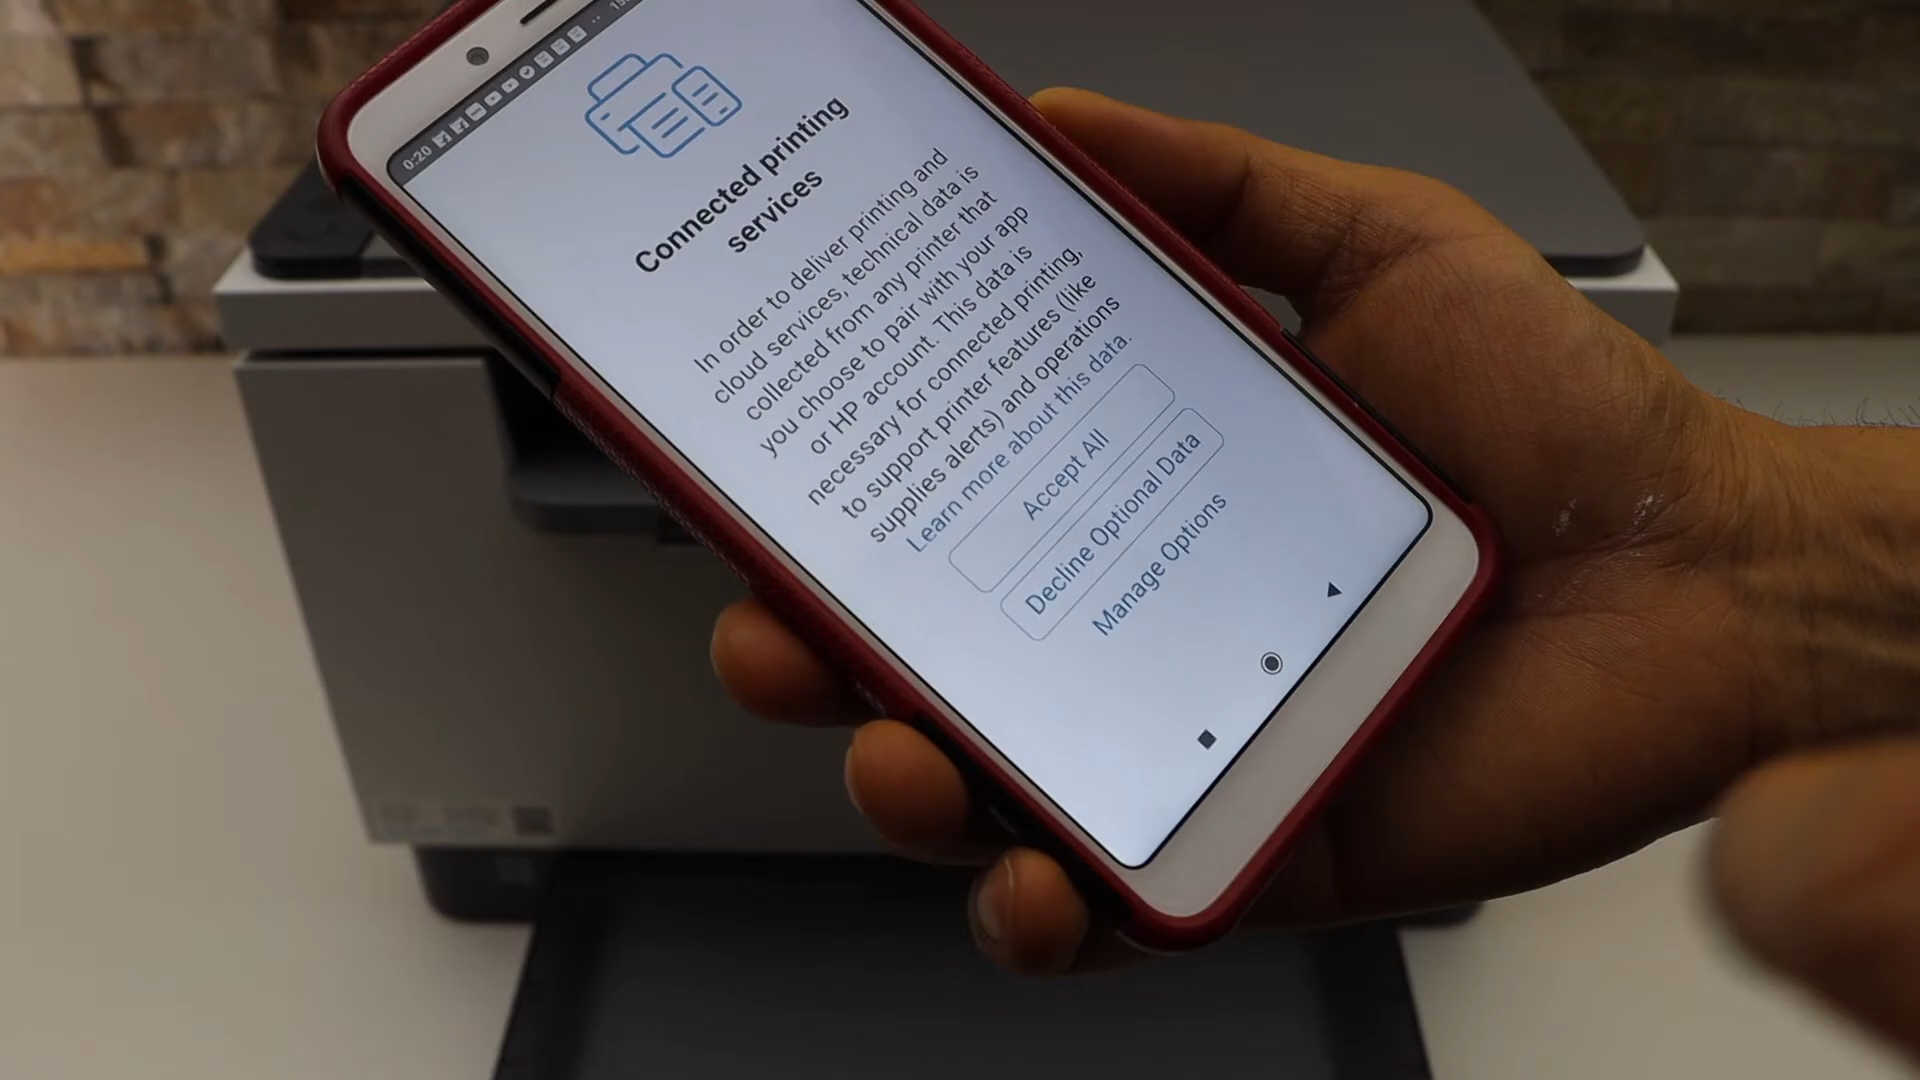 0:20
Connected printing
services
In order to deliver printing and
cloud services, technical data is
collected from any printer that
you choose to pair with your app
or HP account. This data is
necessary for connected printing,
to support printer features (like
supplies alerts) and operations
Learn more about this data.
Accept All
Decline Optional Data
Manage Options